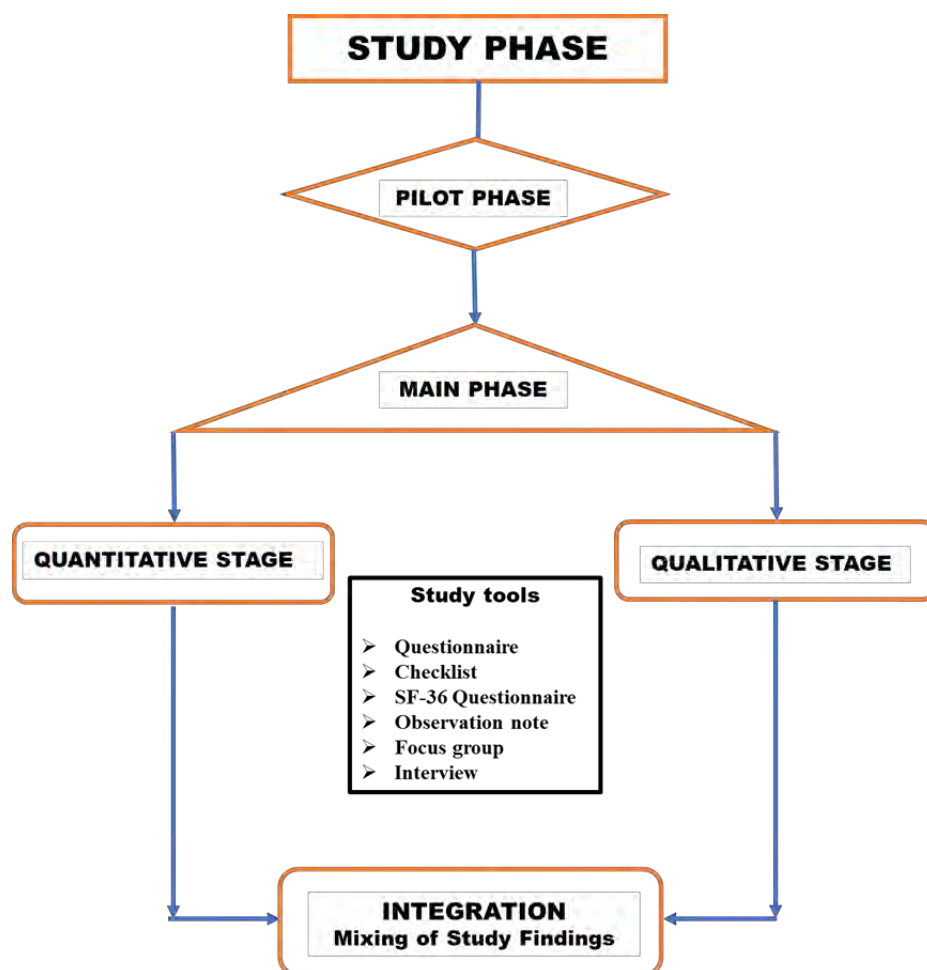 STUDY PHASE
PILOT PHASE
MAIN PHASE
QUANTITATIVE STAGE
QUALITATIVE STAGE
Study tools
➢ Questionnaire
➢ Checklist
➢ SF-36 Questionnaire
➢ Observation note
➢ Focus group
➢ Interview
INTEGRATION
Mixing of Study Findings